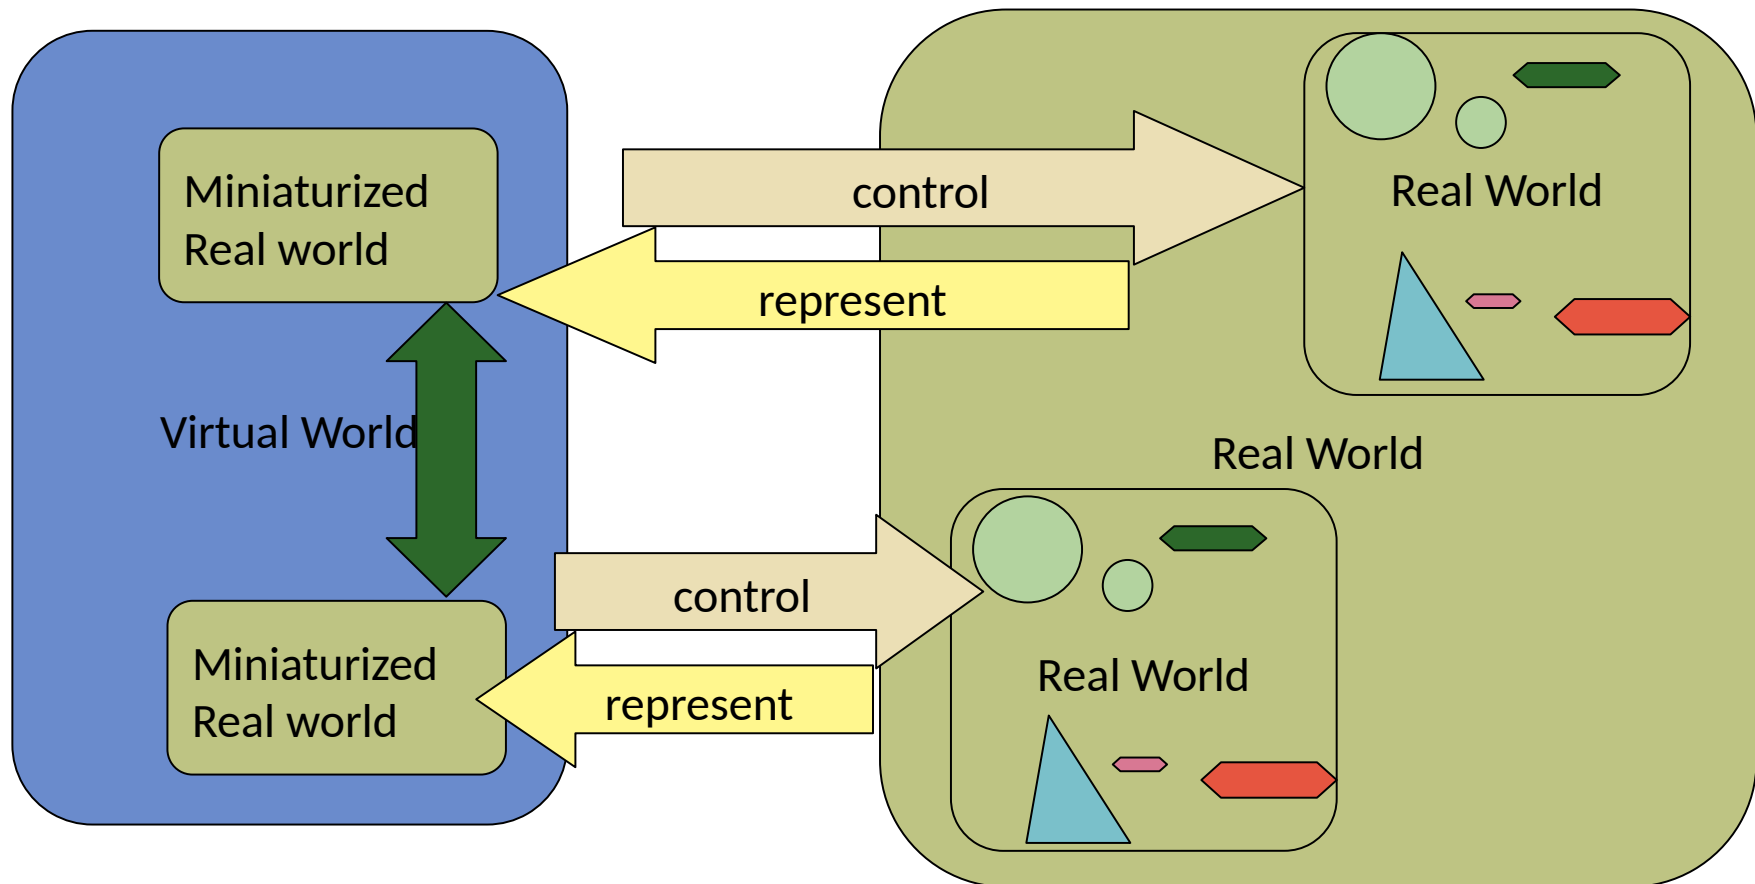 Miniaturized
Real world
control
represent
Real World
Virtual World
Real World
control
represent
Miniaturized
Real world
Real World